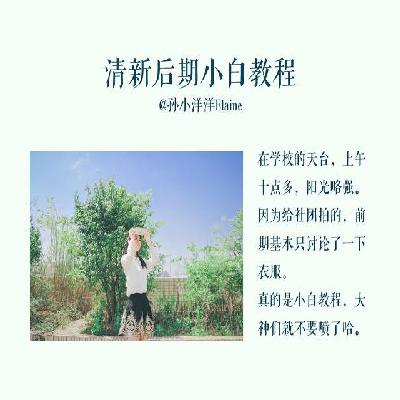 清新后期小白教程
@孙小洋洋Elaine
在学校的天台，上午
十点多，阳光略强。
因为给社团拍的，前
期基本只讨论了一下
衣服。
真的是小白教程，大
神们就不要喷了哈。